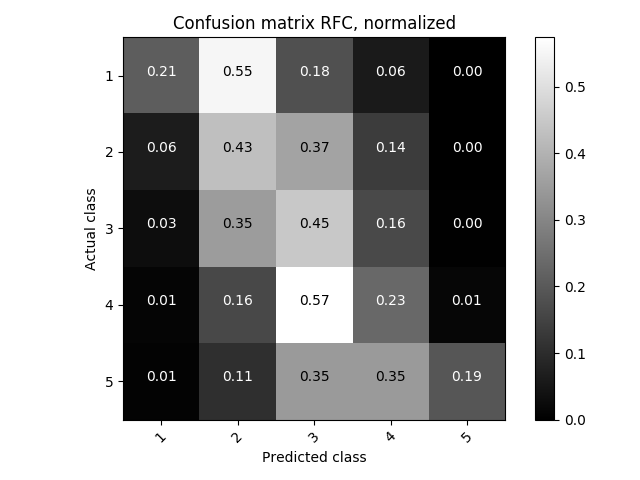 Confusion matrix RFC, normalized
Actual class
1 0.21 0.55 0.18 0.06 0.00
2 0.06 0.43 0.37 0.14 0.00
3 0.03 0.35 0.45 0.16 0.00
4 0.01 0.16 0.57 0.23 0.01
5 0.01 0.11 0.35 0.35 0.19
1 2 3 4 5
Predicted class
0.5
0.4
0.3
0.2
0.1
0.0